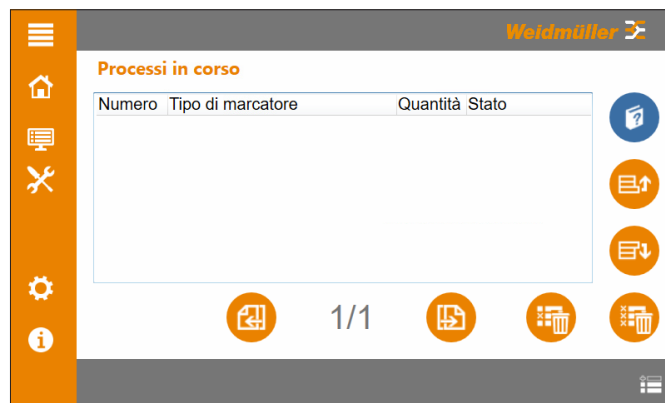 Weidmüller
Processi in corso
Numero Tipo di marcatore Quantità Stato
1/1